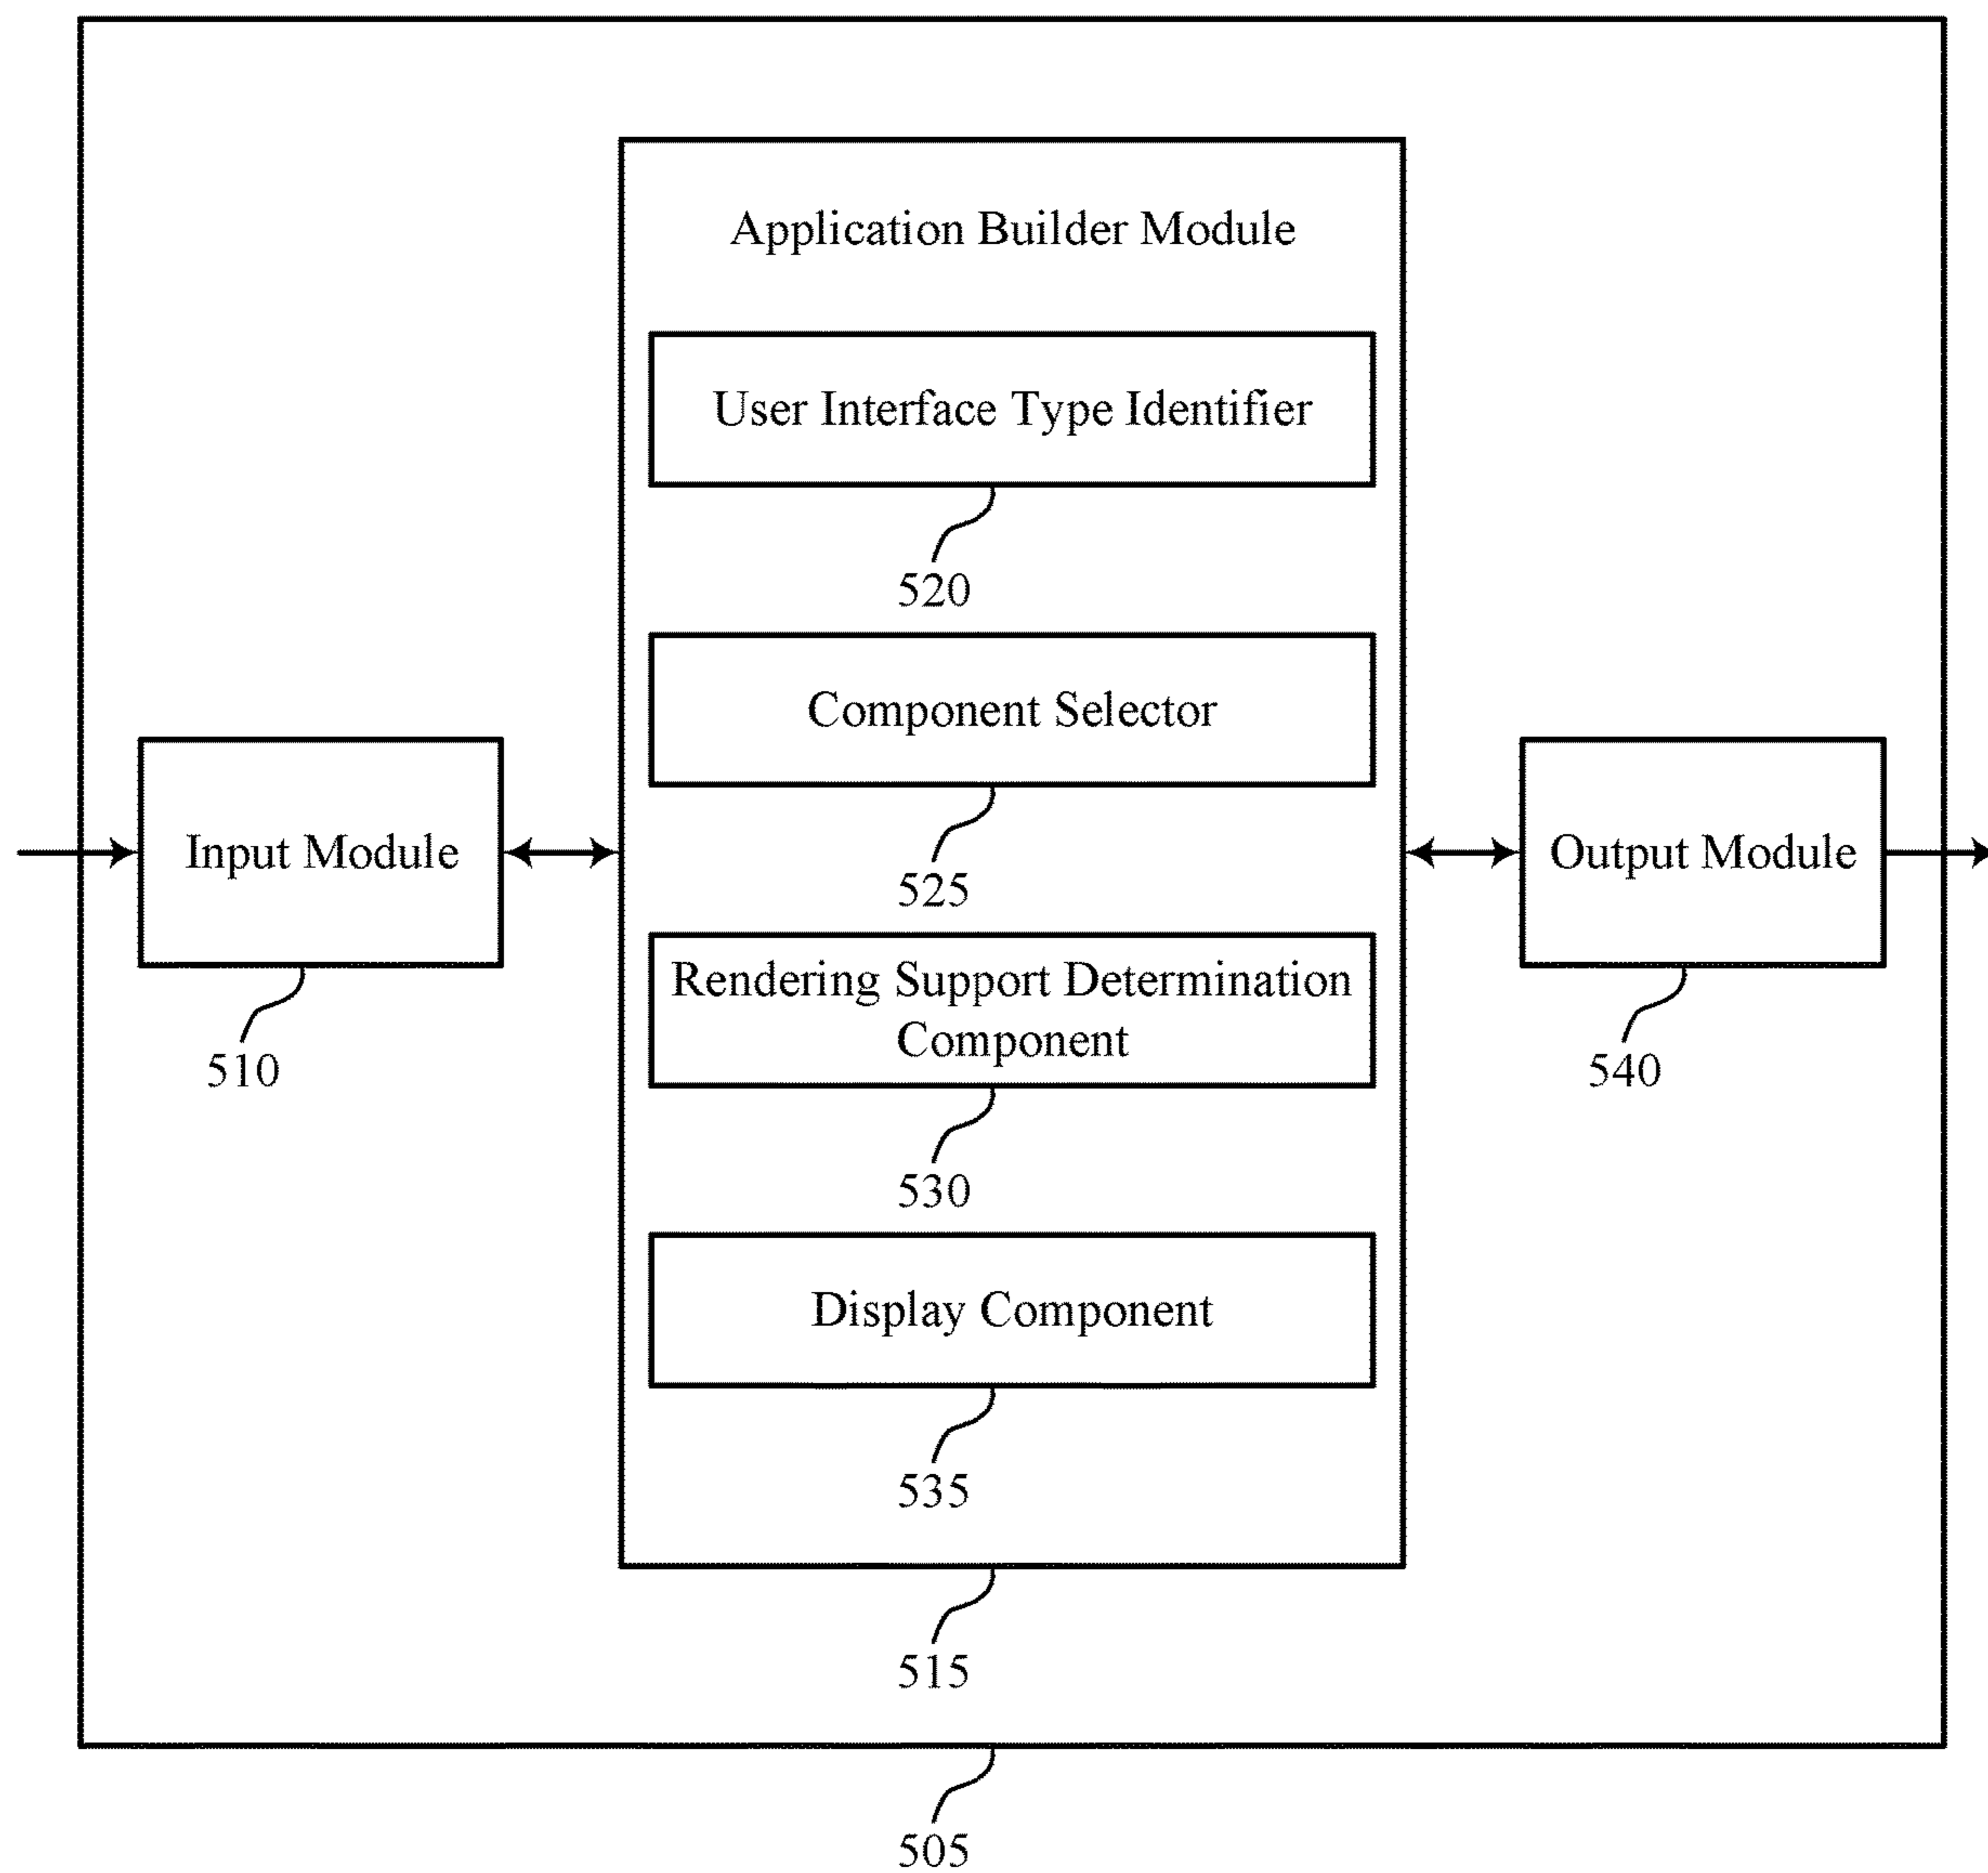 Application Builder Module
User Interface Type Identifier
520
Component Selector
525
Input Module
510
Output Module
540
Rendering Support Determination
Component
530
Display Component
535
515
505